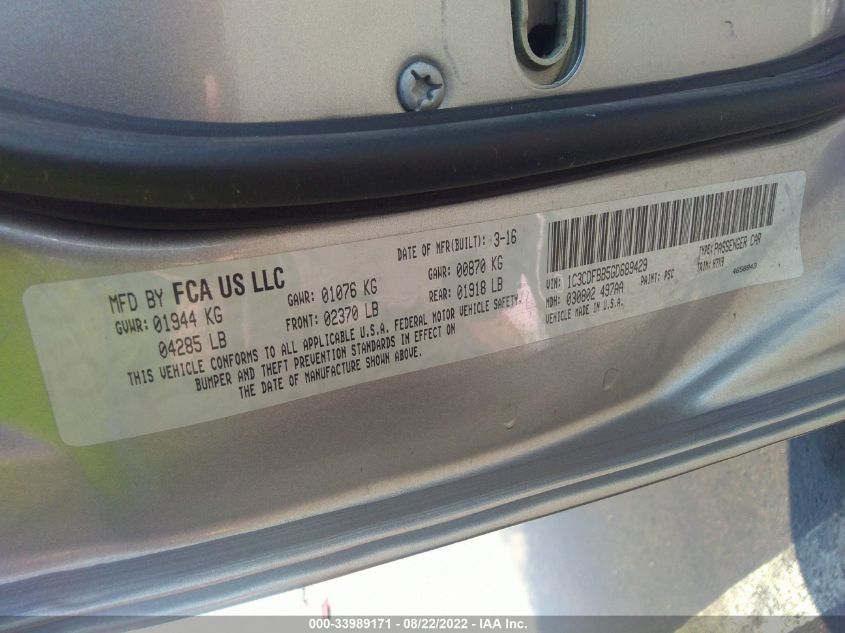 MFD BY FCA US LLC
DATE OF MFR(BUILT): 3-16
GVWR: 01944 KG
04285 LB
GAWR: 01076 KG
FRONT: 02370 LB
GAWR: 00870 KG
REAR: 01918 LB
THIS VEHICLE CONFORMS TO ALL APPLICABLE U.S.A. FEDERAL MOTOR VEHICLE SAFETY,
BUMPER AND THEFT PREVENTION STANDARDS IN EFFECT ON
THE DATE OF MANUFACTURE SHOWN ABOVE.
VIN: 1C3CDFBB5GD689429
TYPE: PASSENGER CAR
MDH: 030802 497AA
PAINT: PSC
TRIM:
VEHICLE MADE IN U.S.A.
000-33989171 - 08/22/2022 - IAA Inc.